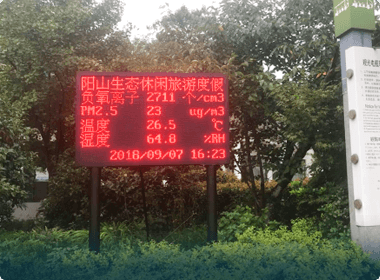 阳山生态休闲旅游度假
负氧离子 2711 个/cm3
PM2.5 23 ug/m3
温度 26.5 ℃
湿度 64.8 %RH
2018/09/07 16:23